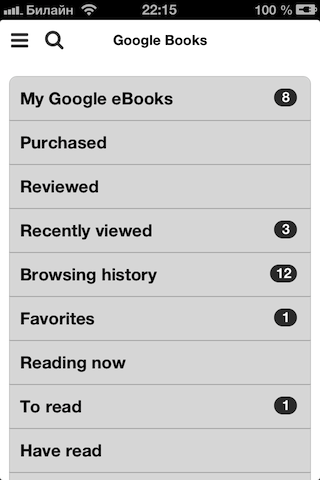 Билайн 22:15 100 %
Google Books
My Google eBooks 8
Purchased
Reviewed
Recently viewed 3
Browsing history 12
Favorites 1
Reading now
To read 1
Have read